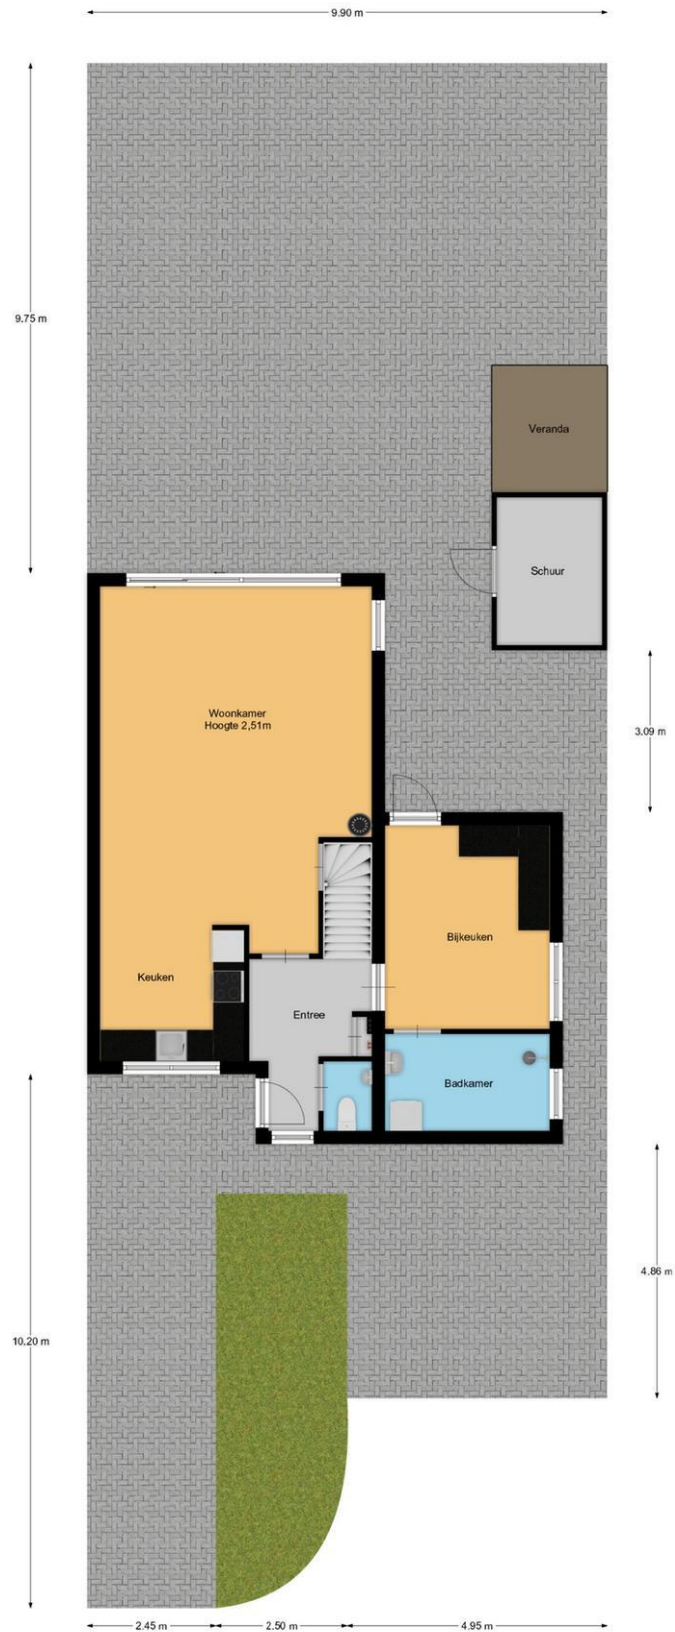 9.90 m
9.75 m
Veranda
Schuur
Woonkamer
Hoogte 2,51m
3.09 m
Bijkeuken
Keuken
Entree
Badkamer
4.86 m
10.20 m
2.45 m
2.50 m
4.95 m